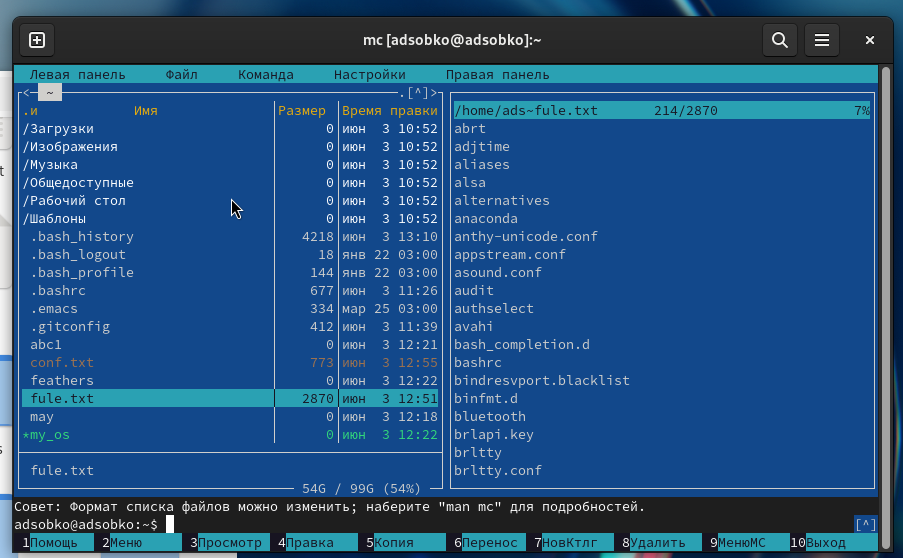 mc [adsobko@adsobko]:~
Левая панель Файл Команда Настройки Правая панель
<─ ~ .[^]>
.и Имя Размер Время правки
/Загрузки 0 июн 3 10:52
/Изображения 0 июн 3 10:52
/Музыка 0 июн 3 10:52
/Общедоступные 0 июн 3 10:52
/Рабочий стол 0 июн 3 10:52
/Шаблоны 0 июн 3 10:52
.bash_history 4218 июн 3 13:10
.bash_logout 18 янв 22 03:00
.bash_profile 144 янв 22 03:00
.bashrc 677 июн 3 11:26
.emacs 334 мар 25 03:00
.gitconfig 412 июн 3 11:39
abc1 0 июн 3 12:21
conf.txt 773 июн 3 12:55
feathers 0 июн 3 12:22
fule.txt 2870 июн 3 12:51
may 0 июн 3 12:18
*my_os 0 июн 3 12:22
fule.txt
54G / 99G (54%)
/home/ads~fule.txt 214/2870 7%
abrt
adjtime
aliases
alsa
alternatives
anaconda
anthy-unicode.conf
appstream.conf
asound.conf
audit
authselect
avahi
bash_completion.d
bashrc
bindresvport.blacklist
binfmt.d
bluetooth
brlapi.key
brltty
brltty.conf
Совет: Формат списка файлов можно изменить; наберите "man mc" для подробностей.
adsobko@adsobko:~$ [^]
1Помощь 2Меню 3Просмотр 4Правка 5Копия 6Перенос 7НовКтлг 8Удалить 9МенюМС 10Выход